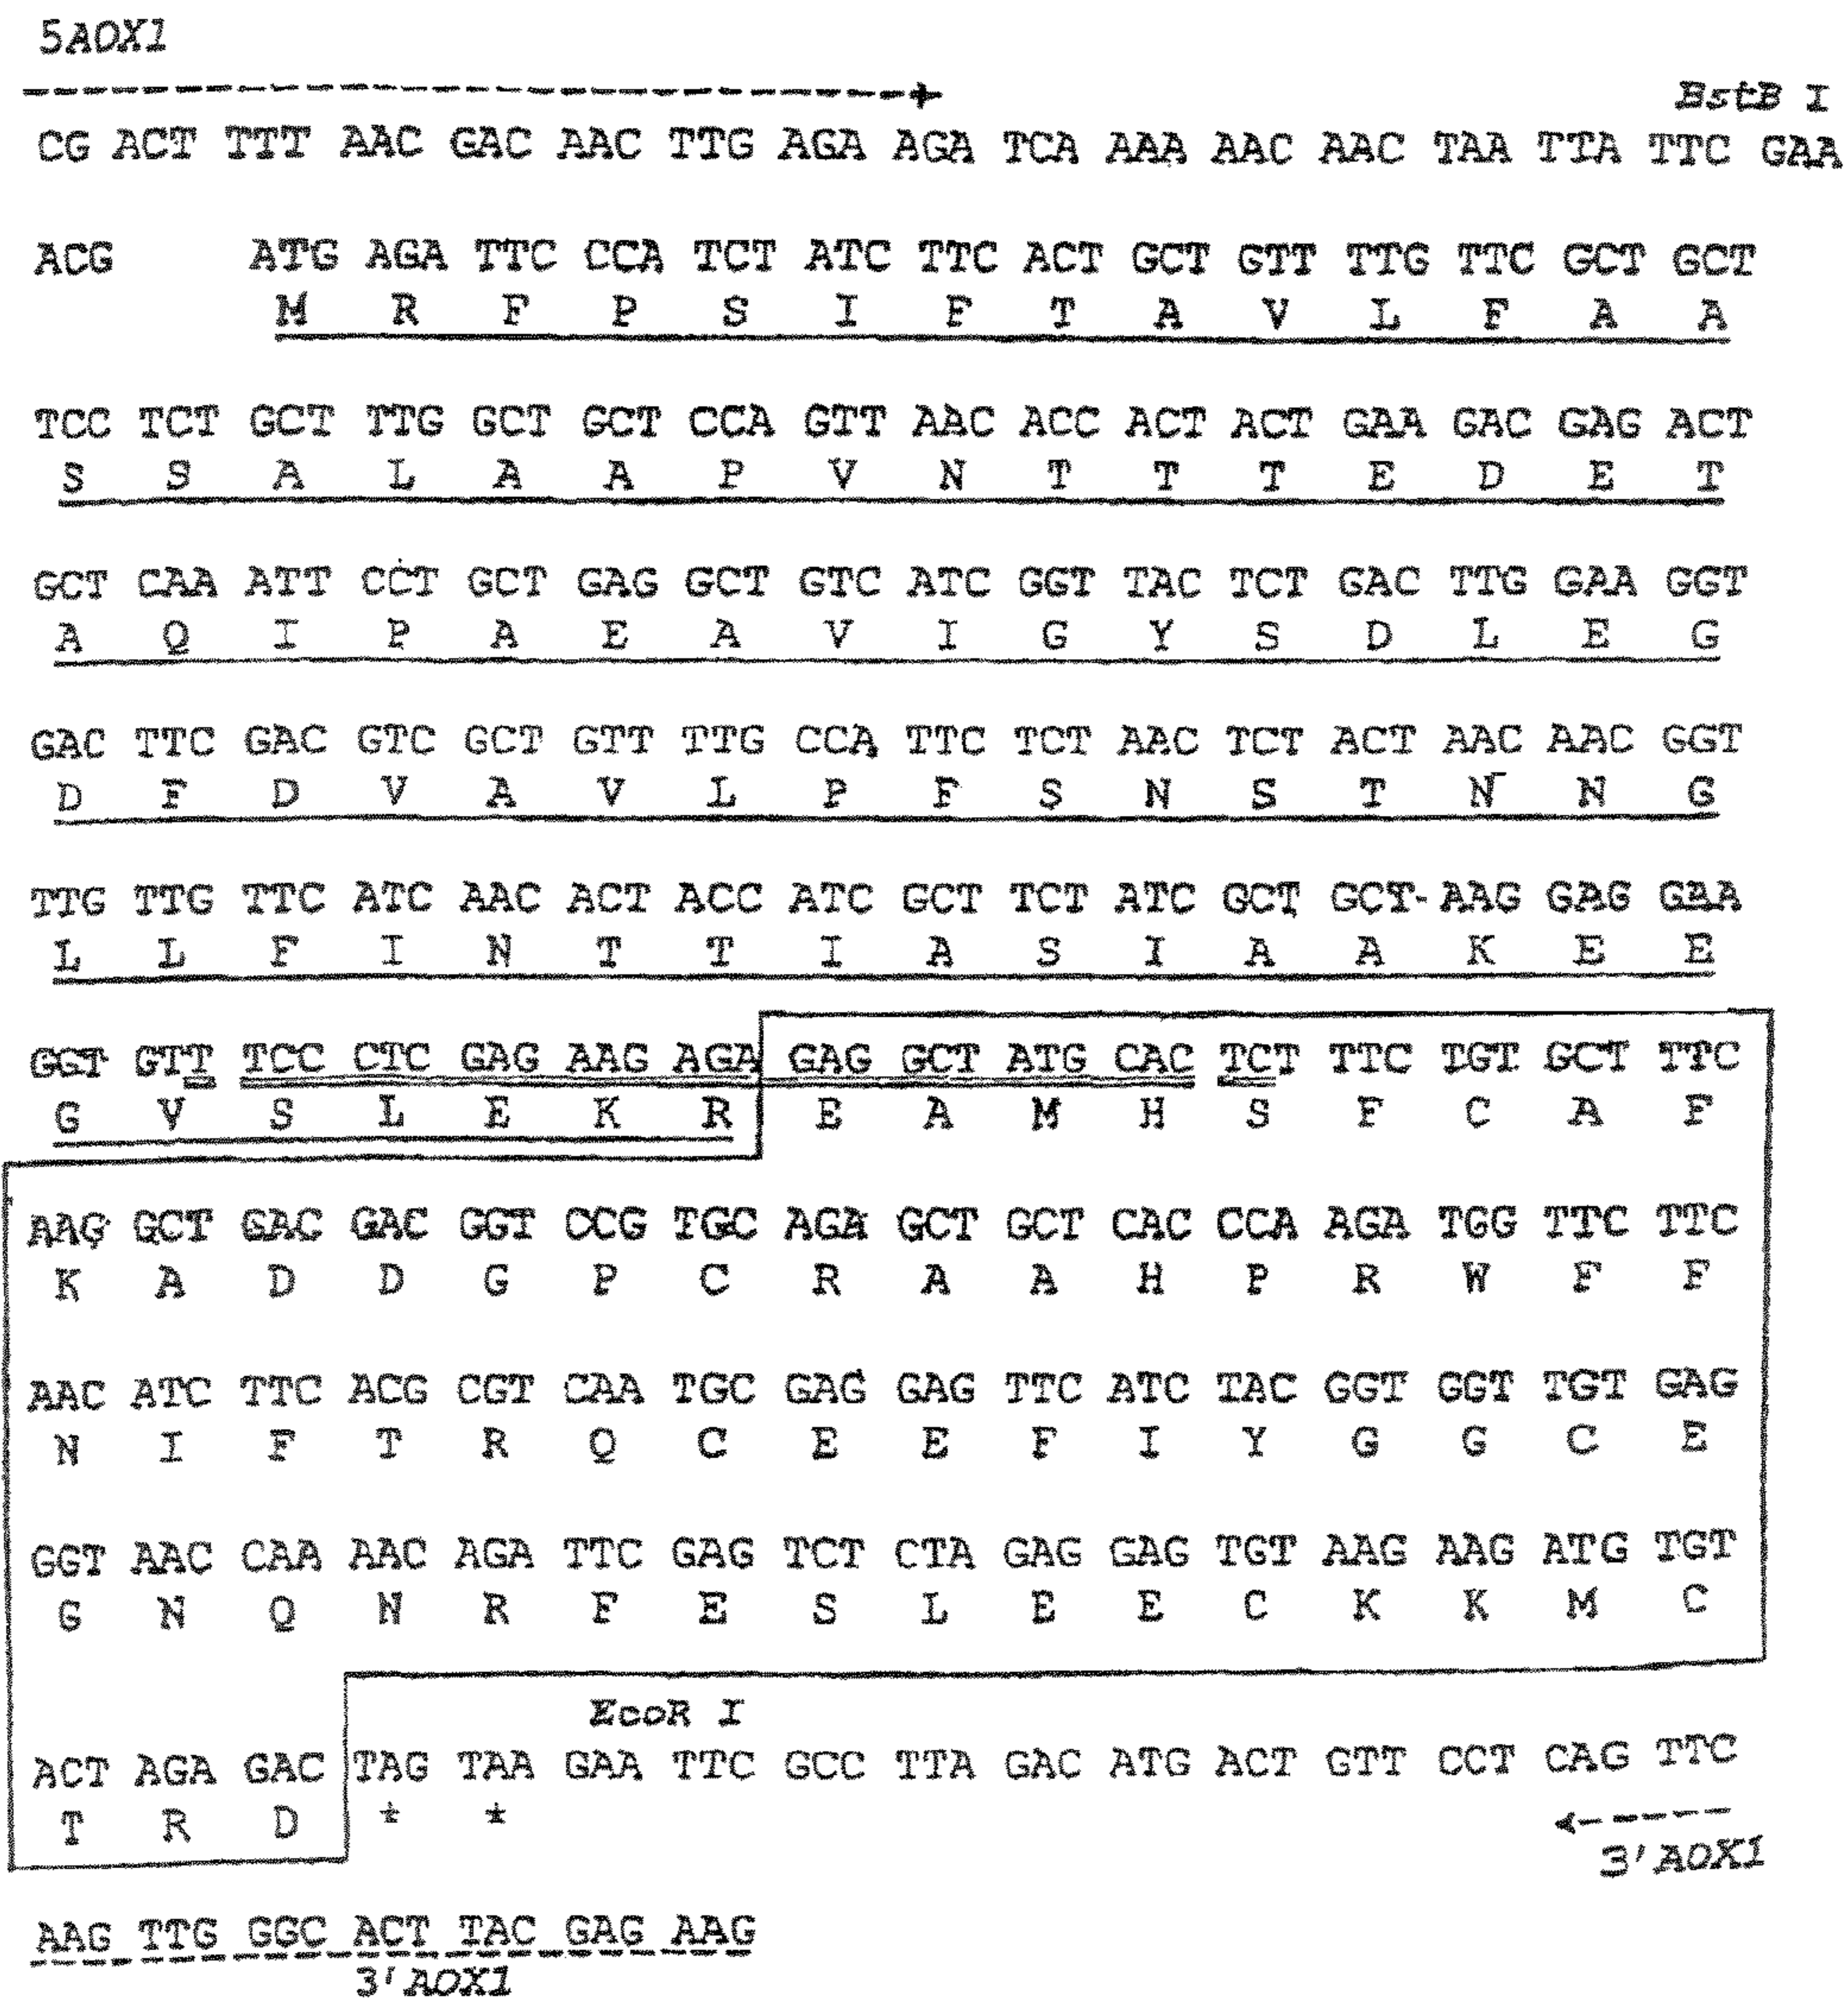 5AOX1
BstB I
CG ACT TTT AAC GAC AAC TTG AGA AGA TCA AAA AAC AAC TAA TTA TTC GAA
ACG ATG AGA TTC CCA TCT ATC TTC ACT GCT GTT TTG TTC GCT GCT
M R F P S I F T A V L F A A
TCC TCT GCT TTG GCT GCT CCA GTT AAC ACC ACT ACT GAA GAC GAG ACT
S S A L A A P V N T T T E D E T
GCT CAA ATT CCT GCT GAG GCT GTC ATC GGT TAC TCT GAC TTG GAA GGT
A Q I P A E A V I G Y S D L E G
GAC TTC GAC GTC GCT GTT TTG CCA TTC TCT AAC TCT ACT AAC AAC GGT
D F D V A V L P F S N S T N N G
TTG TTG TTC ATC AAC ACT ACC ATC GCT TCT ATC GCT GCT AAG GAG GAA
L L F I N T T I A S I A A K E E
GGT GTT TCC CTC GAG AAG AGA GAG GCT ATG CAC TCT TTC TGT GCT TTC
G V S L E K R E A M H S F C A F
AAG GCT GAC GAC GGT CCG TGC AGA GCT GCT CAC CCA AGA TGG TTC TTC
K A D D G P C R A A H P R W F F
AAC ATC TTC ACG CGT CAA TGC GAG GAG TTC ATC TAC GGT GGT TGT GAG
N I F T R Q C E E F I Y G G C E
GGT AAC CAA AAC AGA TTC GAG TCT CTA GAG GAG TGT AAG AAG ATG TGT
G N Q N R F E S L E E C K K M C
EcoR I
ACT AGA GAC TAG TAA GAA TTC GCC TTA GAC ATG ACT GTT CCT CAG TTC
T R D * *
3'AOX1
AAG TTG GGC ACT TAC GAG AAG
3'AOX1